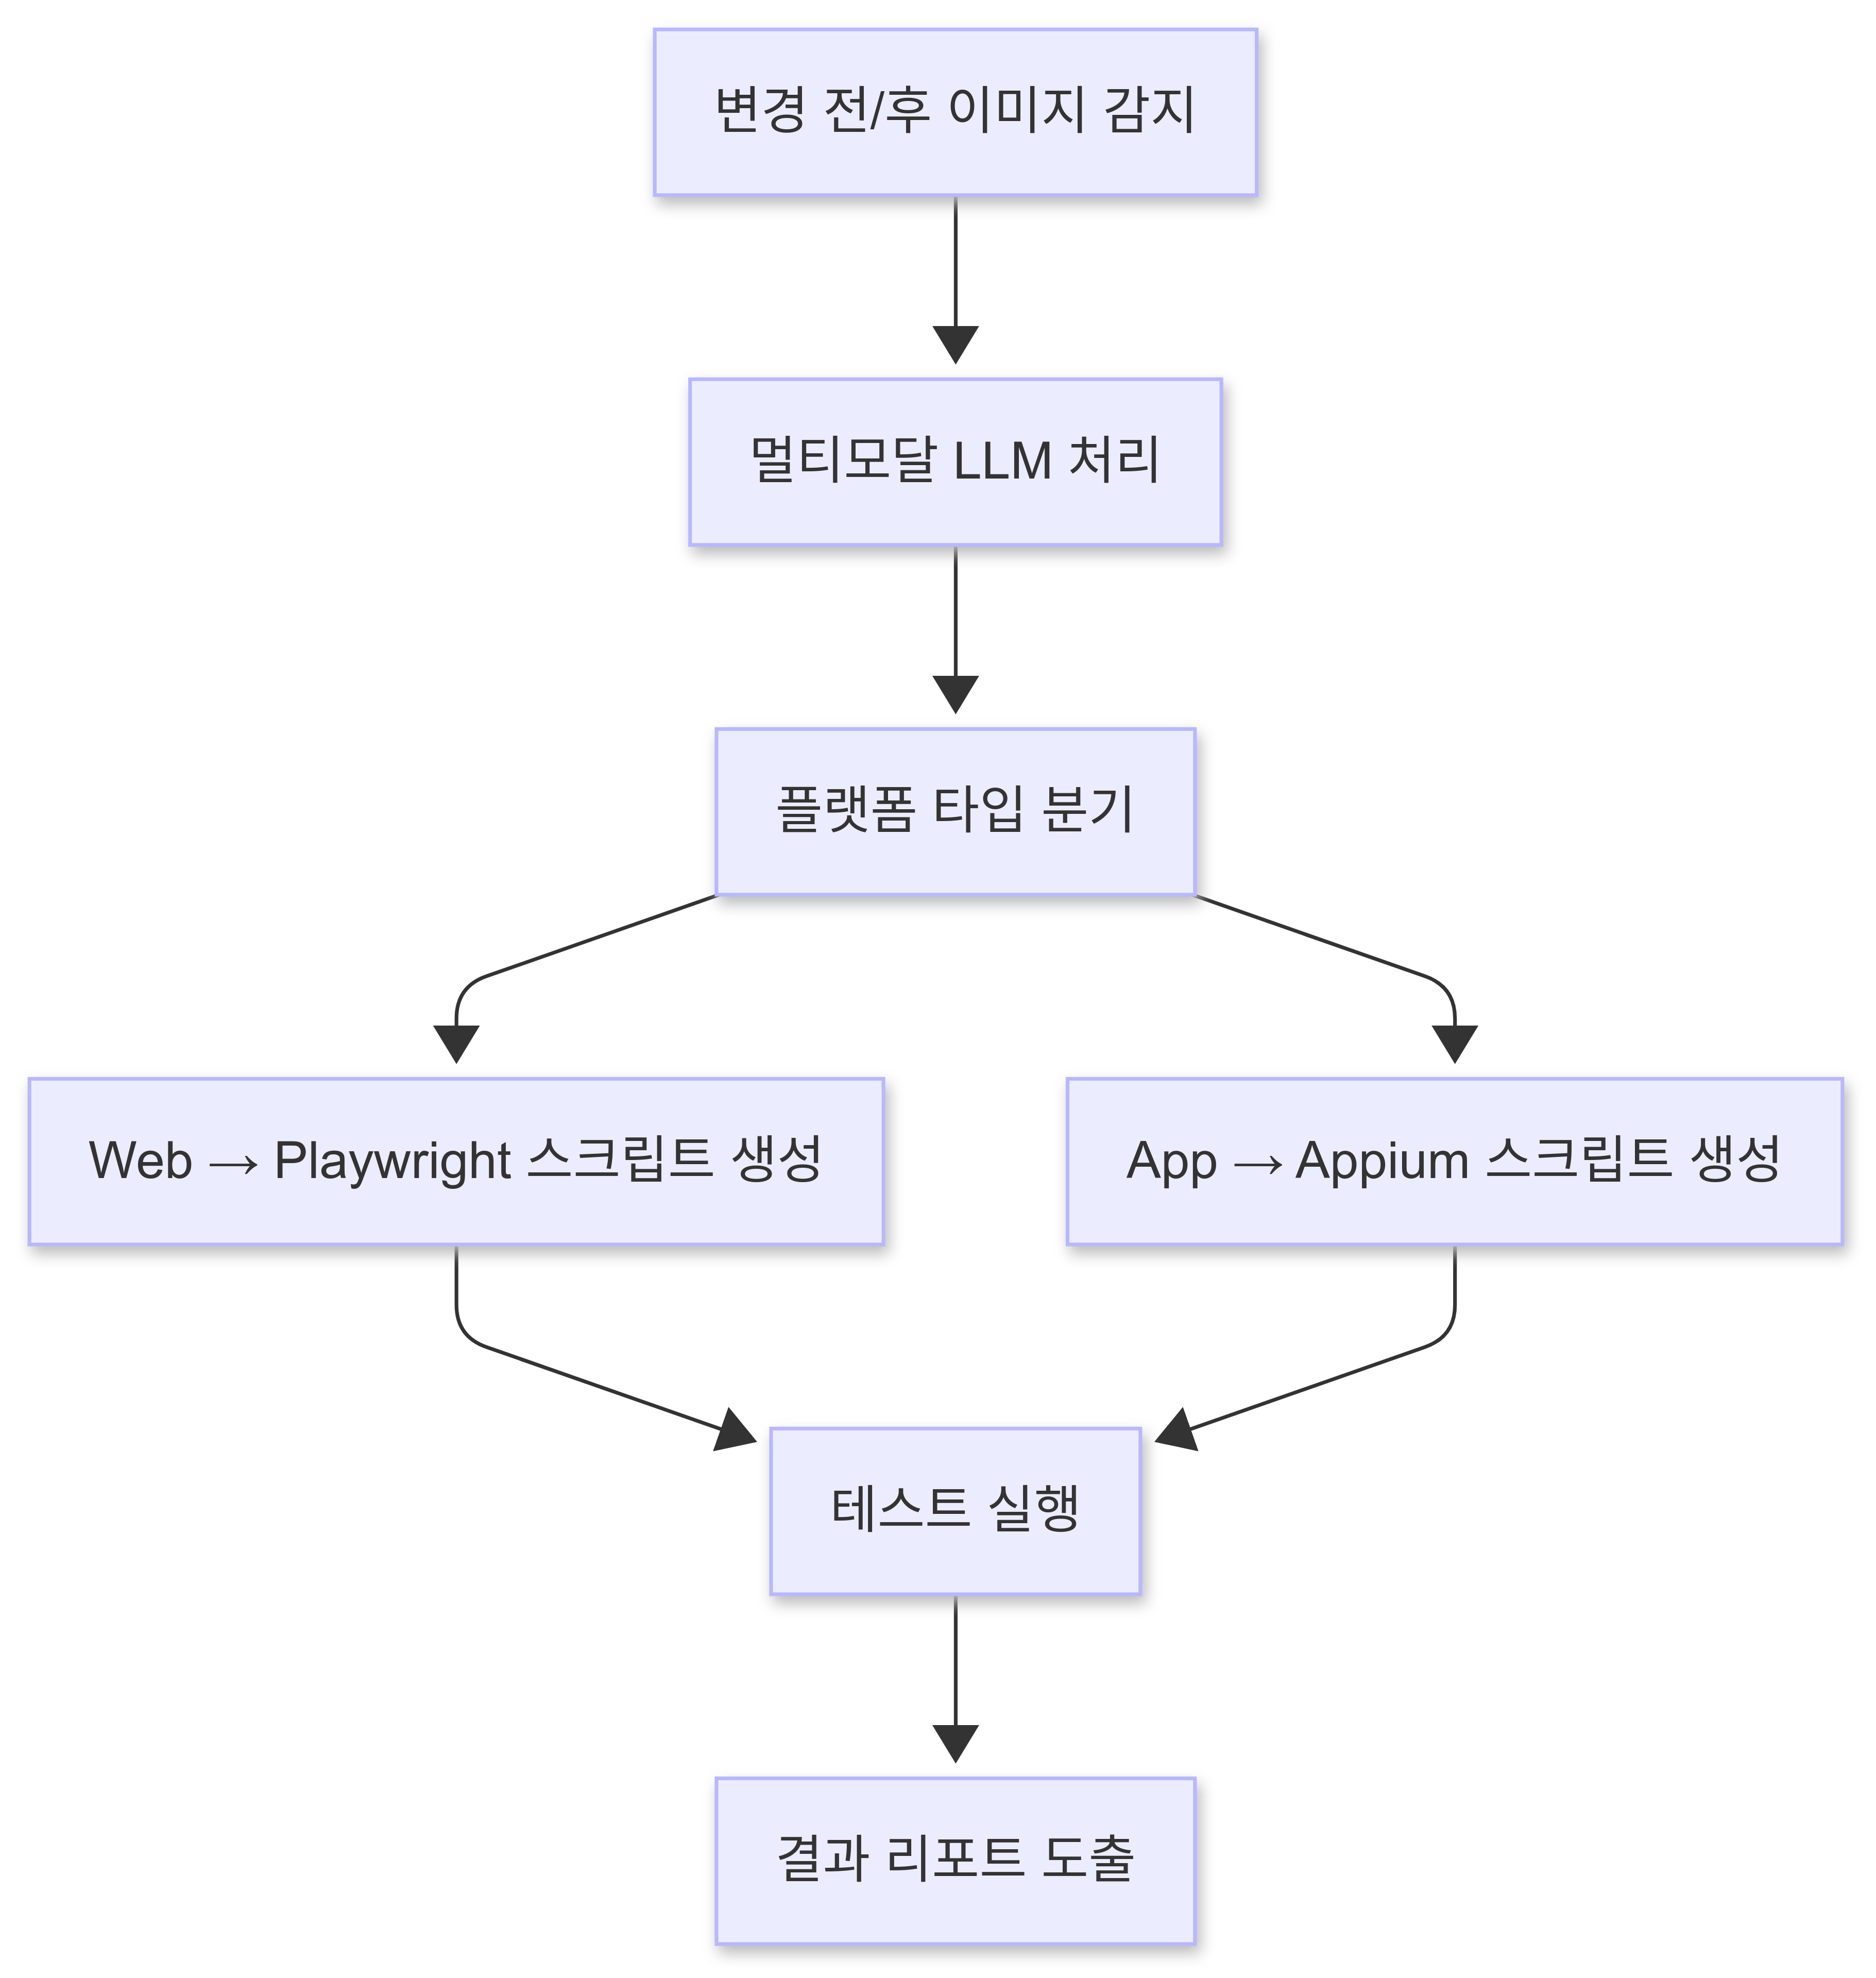 변경 전/후 이미지 감지
멀티모달 LLM 처리
플랫폼 타입 분기
Web → Playwright 스크립트 생성
App → Appium 스크립트 생성
테스트 실행
결과 리포트 도출